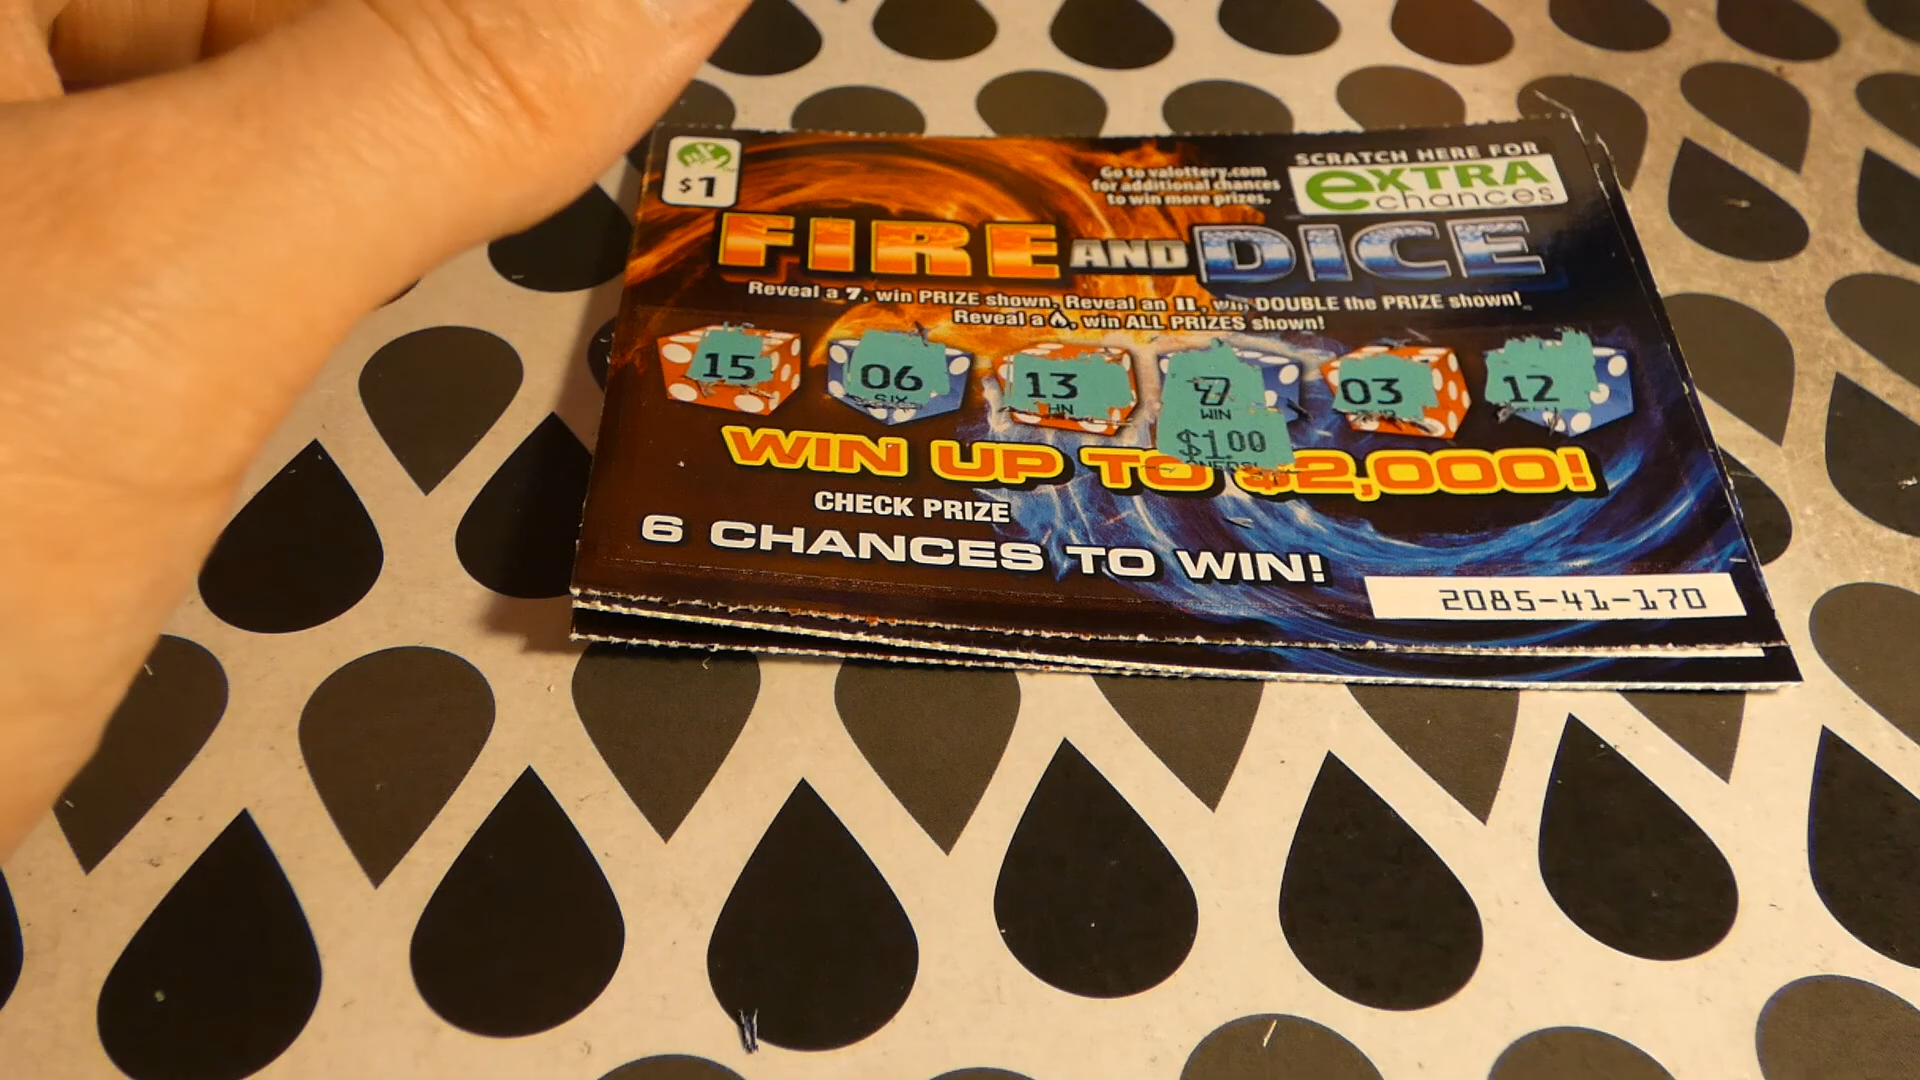 $1
Go to valottery.com
for additional chances
to win more prizes.
SCRATCH HERE FOR
eXTRA
chances
FIRE AND DICE
Reveal a 7, win PRIZE shown. Reveal an 11, win DOUBLE the PRIZE shown!
Reveal a 🔥, win ALL PRIZES shown!
15 06 13 7 03 12
SIX WIN
$1.00
WIN UP TO $2,000!
CHECK PRIZE
6 CHANCES TO WIN!
2085-41-170